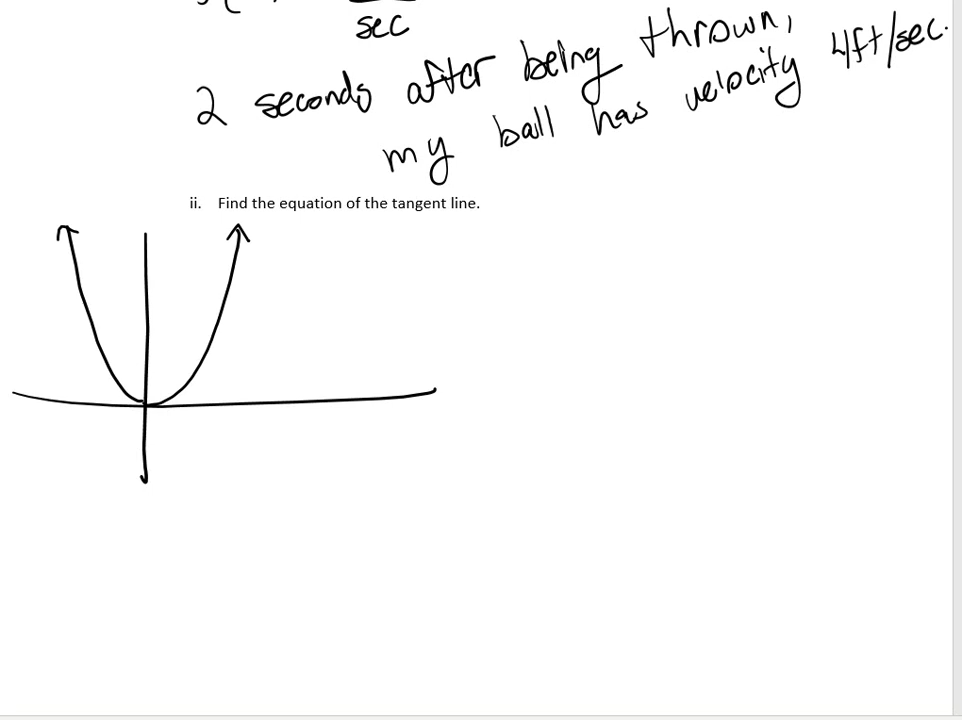 sec
2 seconds after being thrown,
my ball has velocity 4ft/sec.
ii. Find the equation of the tangent line.